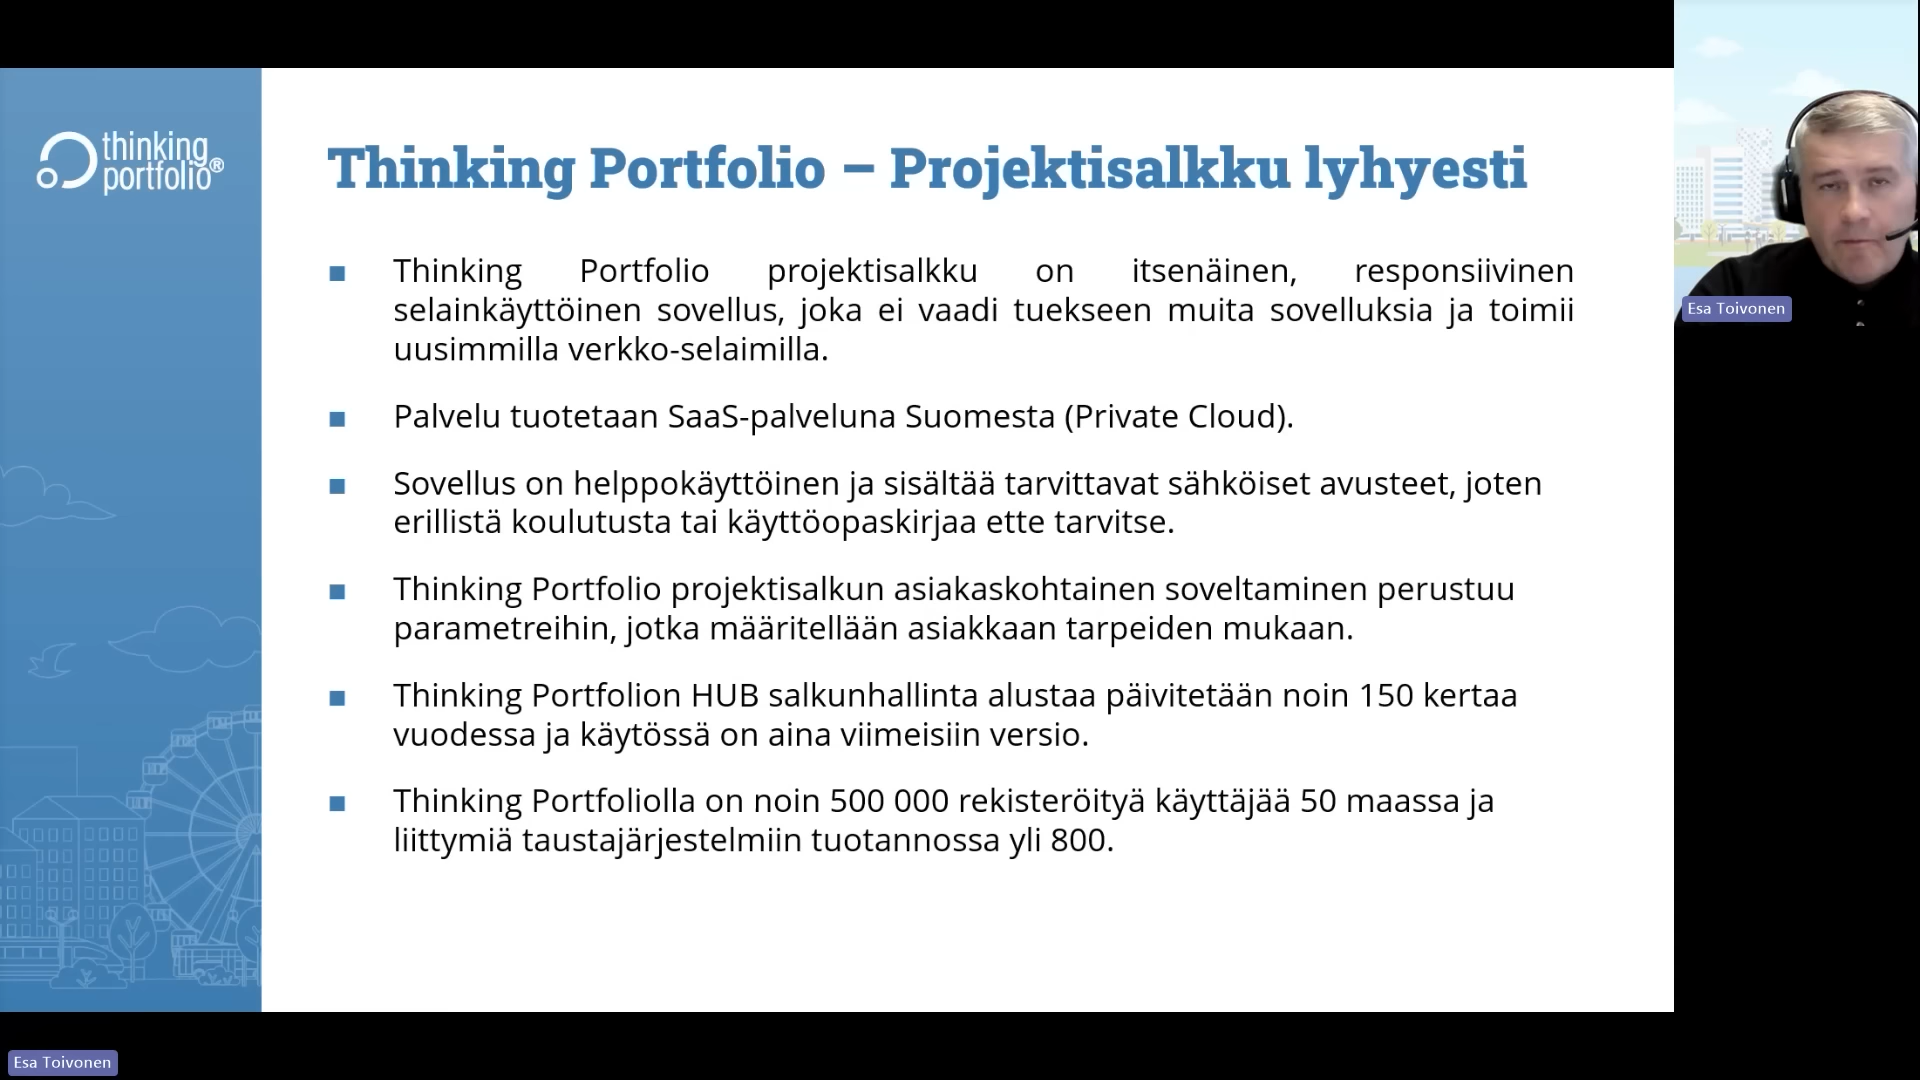 thinking
portfolio®
Thinking Portfolio – Projektisalkku lyhyesti
Thinking Portfolio projektisalkku on itsenäinen, responsiivinen
selainkäyttöinen sovellus, joka ei vaadi tuekseen muita sovelluksia ja toimii
uusimmilla verkko-selaimilla.
Palvelu tuotetaan SaaS-palveluna Suomesta (Private Cloud).
Sovellus on helppokäyttöinen ja sisältää tarvittavat sähköiset avusteet, joten
erillistä koulutusta tai käyttöopaskirjaa ette tarvitse.
Thinking Portfolio projektisalkun asiakaskohtainen soveltaminen perustuu
parametreihin, jotka määritellään asiakkaan tarpeiden mukaan.
Thinking Portfolion HUB salkunhallinta alustaa päivitetään noin 150 kertaa
vuodessa ja käytössä on aina viimeisiin versio.
Thinking Portfoliolla on noin 500 000 rekisteröityä käyttäjää 50 maassa ja
liittymiä taustajärjestelmiin tuotannossa yli 800.
Esa Toivonen
Esa Toivonen